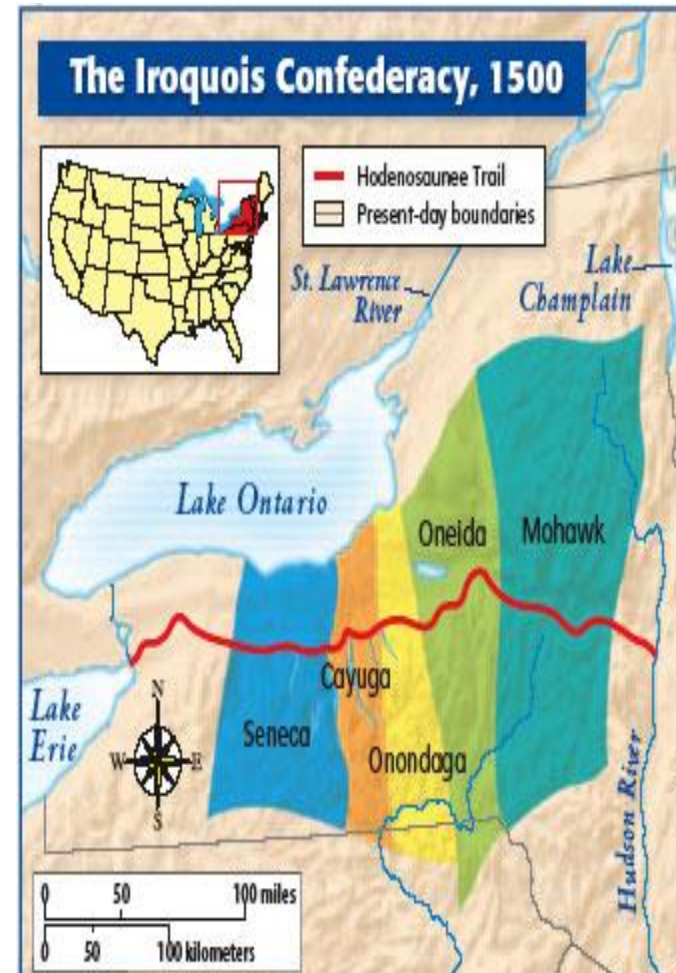 The Iroquois Confederacy, 1500
Hodenosaunee Trail
Present-day boundaries
St. Lawrence
River
Lake
Champlain
Lake Ontario
Oneida
Mohawk
Cayuga
Seneca
Onondaga
Lake
Erie
N
W
E
S
Hudson River
0 50 100 miles
0 50 100 kilometers